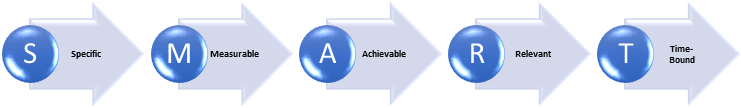 S Specific
M Measurable
A Achievable
R Relevant
T Time-
Bound